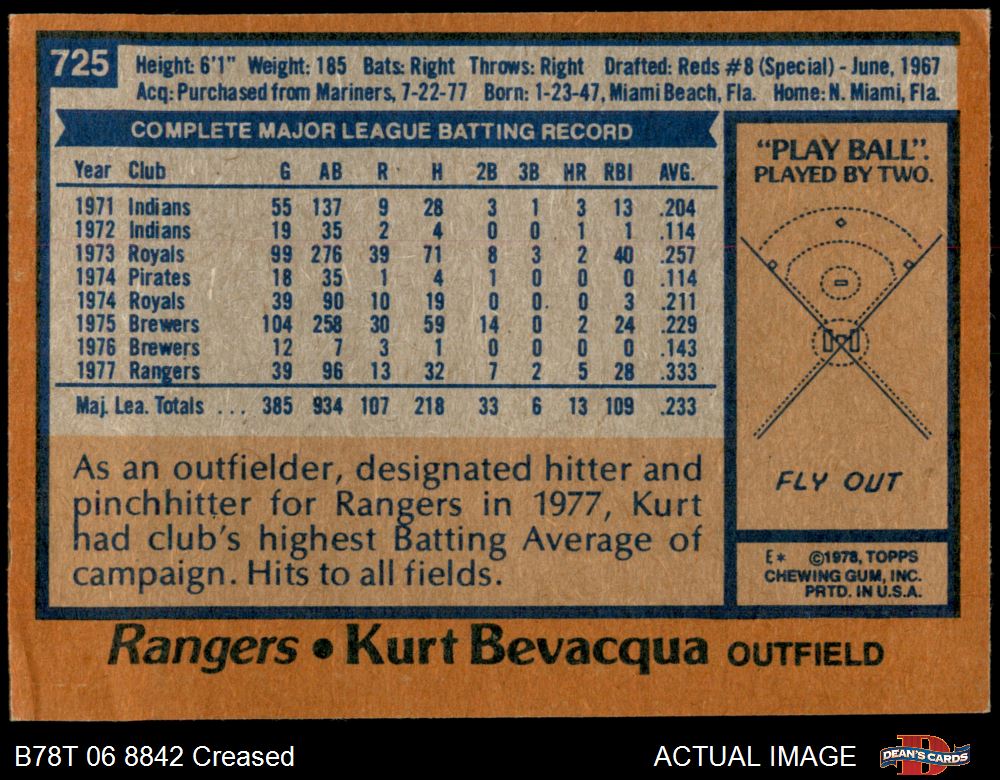 725
Height: 6'1" Weight: 185 Bats: Right Throws: Right Drafted: Reds #8 (Special) - June, 1967
Acq: Purchased from Mariners, 7-22-77 Born: 1-23-47, Miami Beach, Fla. Home: N. Miami, Fla.
COMPLETE MAJOR LEAGUE BATTING RECORD
Year Club G AB R H 2B 3B HR RBI AVG.
1971 Indians 55 137 9 28 3 1 3 13 .204
1972 Indians 19 35 2 4 0 0 1 1 .114
1973 Royals 99 276 39 71 8 3 2 40 .257
1974 Pirates 18 35 1 4 1 0 0 0 .114
1974 Royals 39 90 10 19 0 0 0 3 .211
1975 Brewers 104 258 30 59 14 0 2 24 .229
1976 Brewers 12 7 3 1 0 0 0 0 .143
1977 Rangers 39 96 13 32 7 2 5 28 .333
Maj. Lea. Totals ... 385 934 107 218 33 6 13 109 .233
As an outfielder, designated hitter and
pinchhitter for Rangers in 1977, Kurt
had club's highest Batting Average of
campaign. Hits to all fields.
"PLAY BALL".
PLAYED BY TWO.
FLY OUT
E* ©1978, TOPPS
CHEWING GUM, INC.
PRTD. IN U.S.A.
Rangers • Kurt Bevacqua OUTFIELD
B78T 06 8842 Creased
ACTUAL IMAGE
DEAN'S CARDS